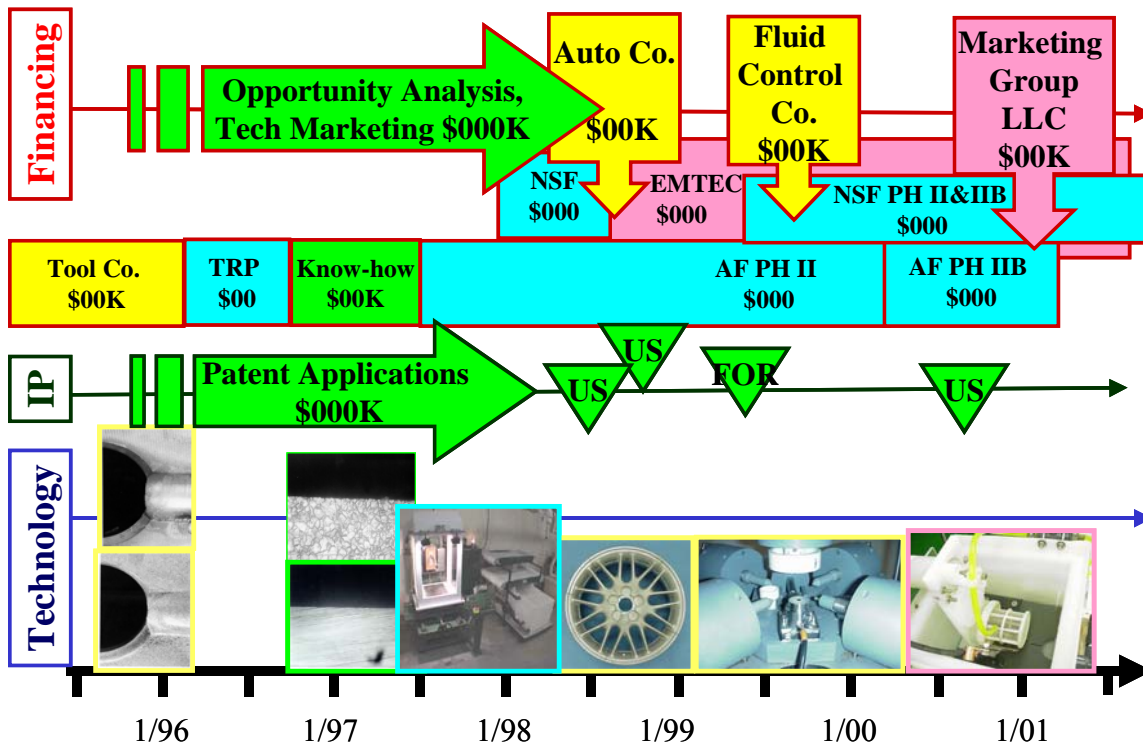 Financing
Opportunity Analysis,
Tech Marketing $000K
Auto Co.
$00K
Fluid
Control
Co.
$00K
Marketing
Group
LLC
$00K
NSF
$000
EMTEC
$000
NSF PH II&IIB
$000
Tool Co.
$00K
TRP
$00
Know-how
$00K
AF PH II
$000
AF PH IIB
$000
IP
Patent Applications
$000K
US
US
FOR
US
Technology
1/96
1/97
1/98
1/99
1/00
1/01